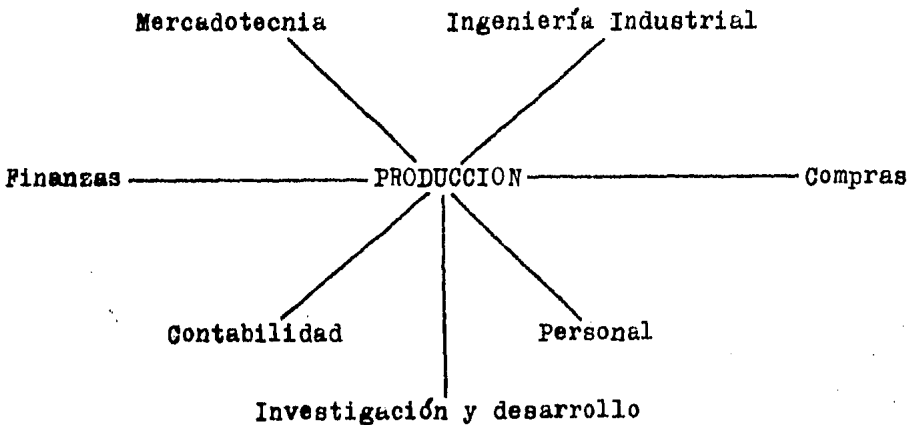 Mercadotecnia Ingeniería Industrial
Finanzas PRODUCCION Compras
Contabilidad Personal
Investigación y desarrollo